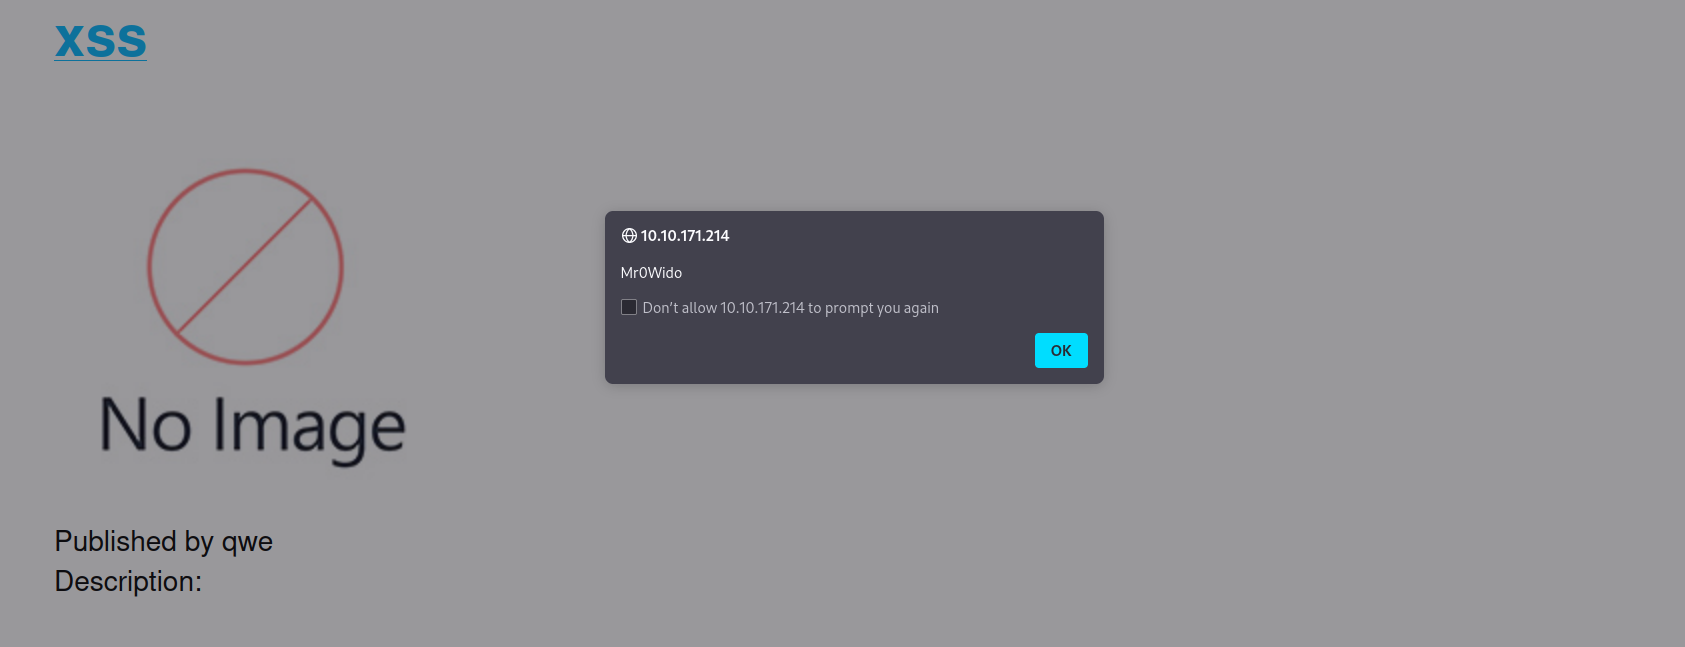 xss
10.10.171.214
Mr0Wido
Don't allow 10.10.171.214 to prompt you again
OK
No Image
Published by qwe
Description: